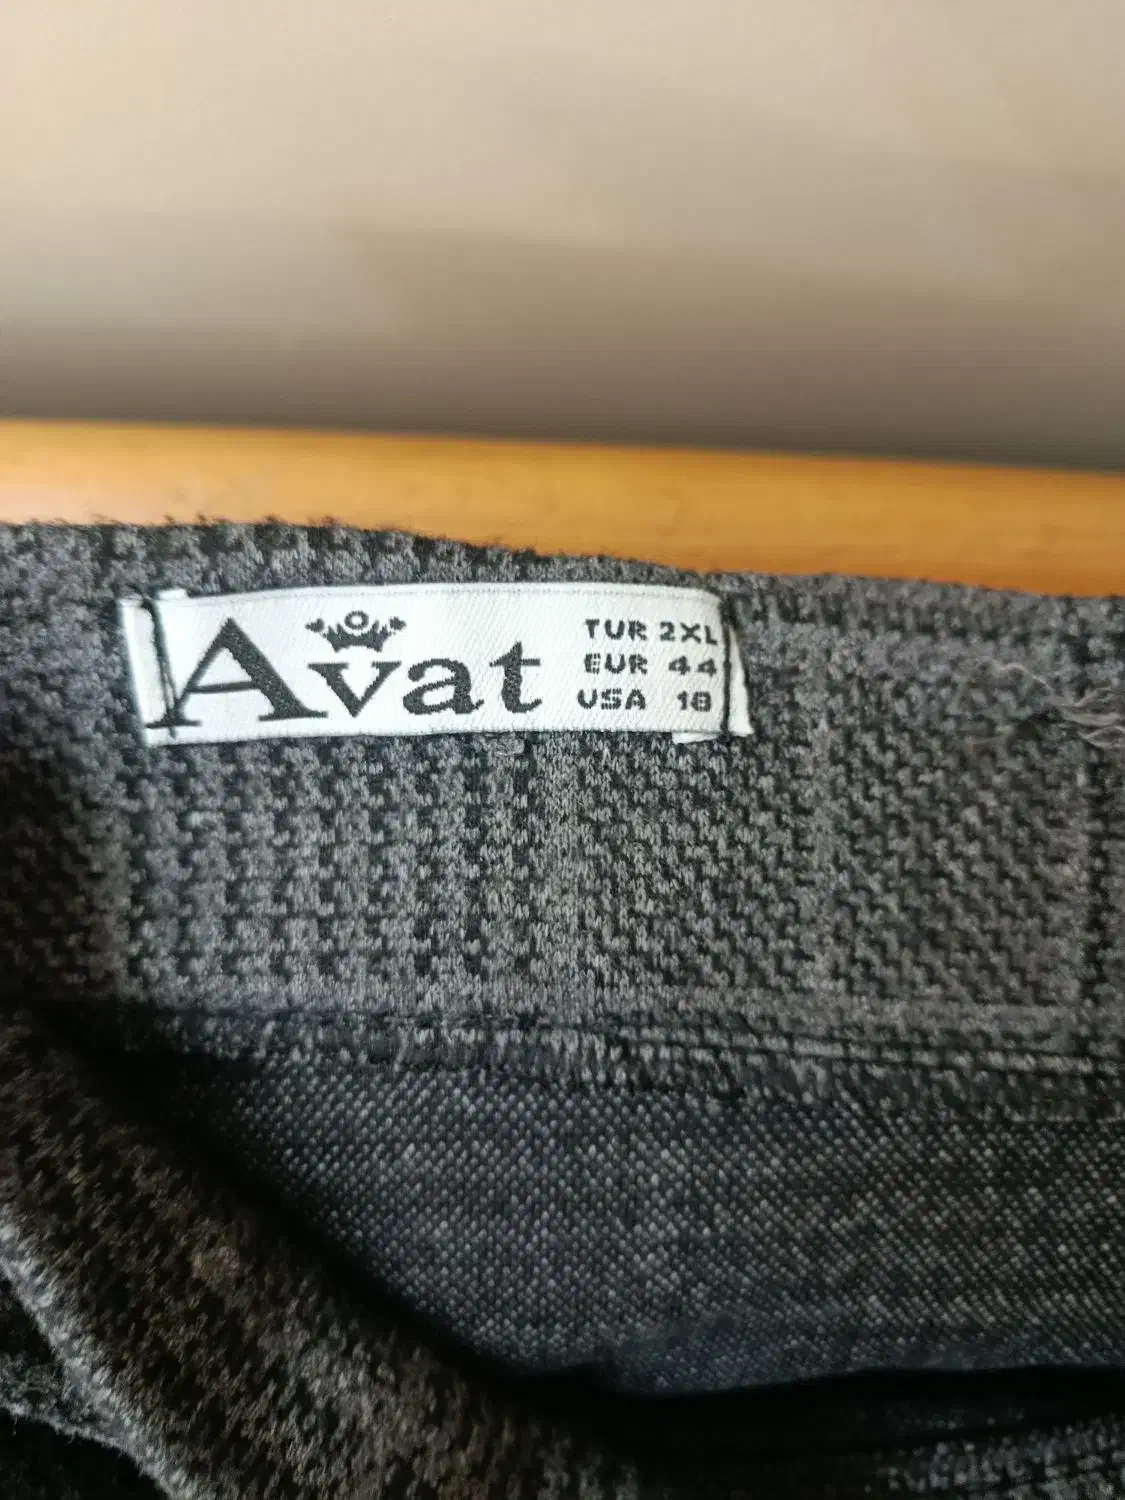 Avat
TUR 2XL
EUR 44
USA 18